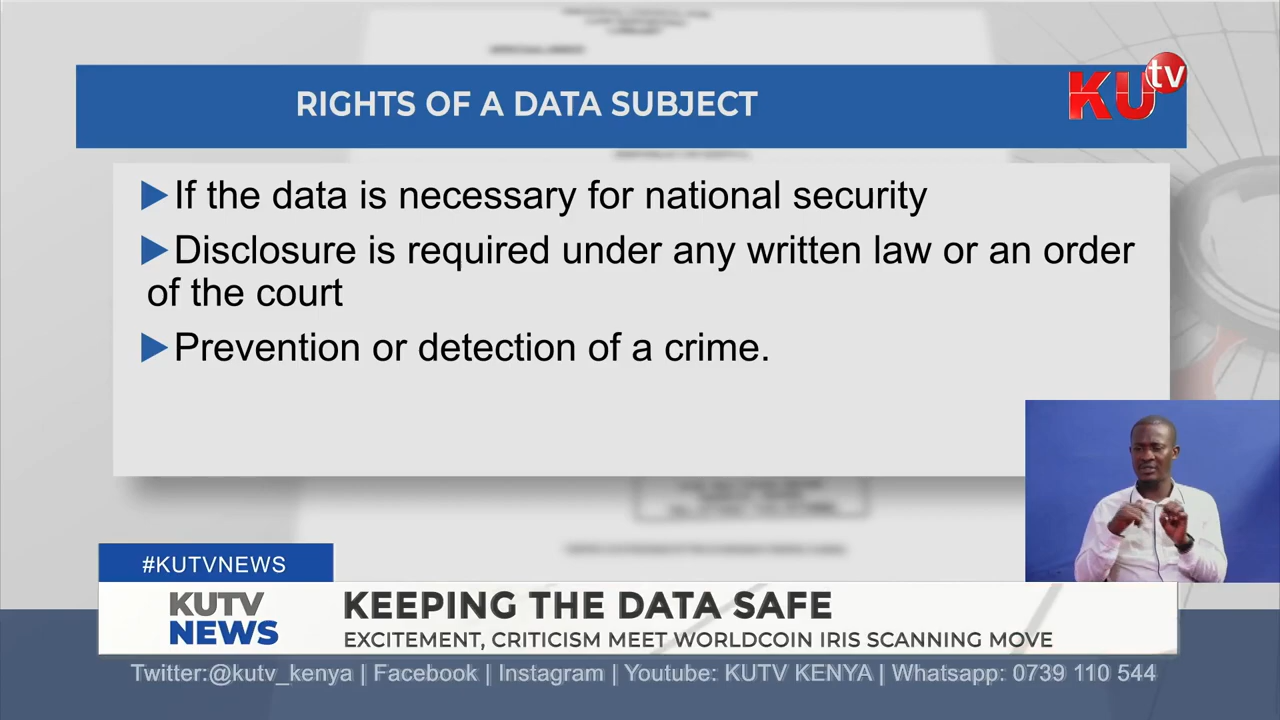 RIGHTS OF A DATA SUBJECT
KU tv
▶If the data is necessary for national security
▶Disclosure is required under any written law or an order
of the court
▶Prevention or detection of a crime.
#KUTVNEWS
KUTV
NEWS
KEEPING THE DATA SAFE
EXCITEMENT, CRITICISM MEET WORLDCOIN IRIS SCANNING MOVE
Twitter:@kutv_kenya | Facebook | Instagram | Youtube: KUTV KENYA | Whatsapp: 0739 110 544